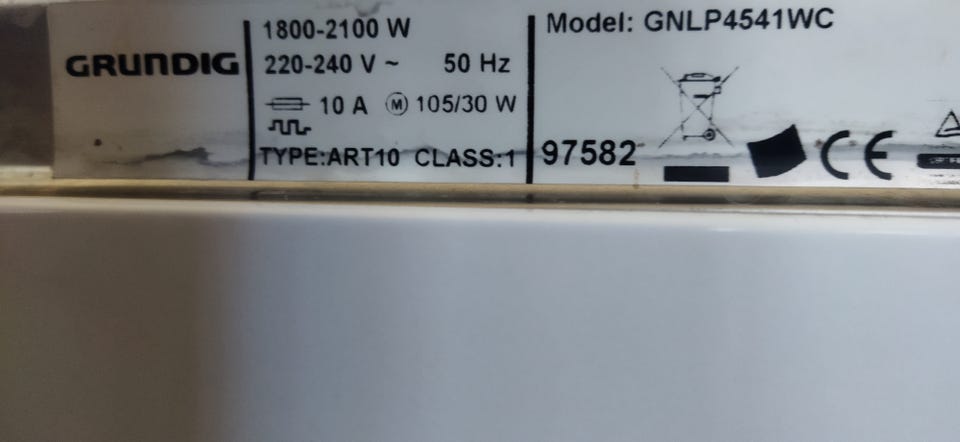 GRUNDIG
1800-2100 W
220-240 V ~ 50 Hz
10 A M 105/30 W
TYPE:ART10 CLASS:1
Model: GNLP4541WC
97582
CE